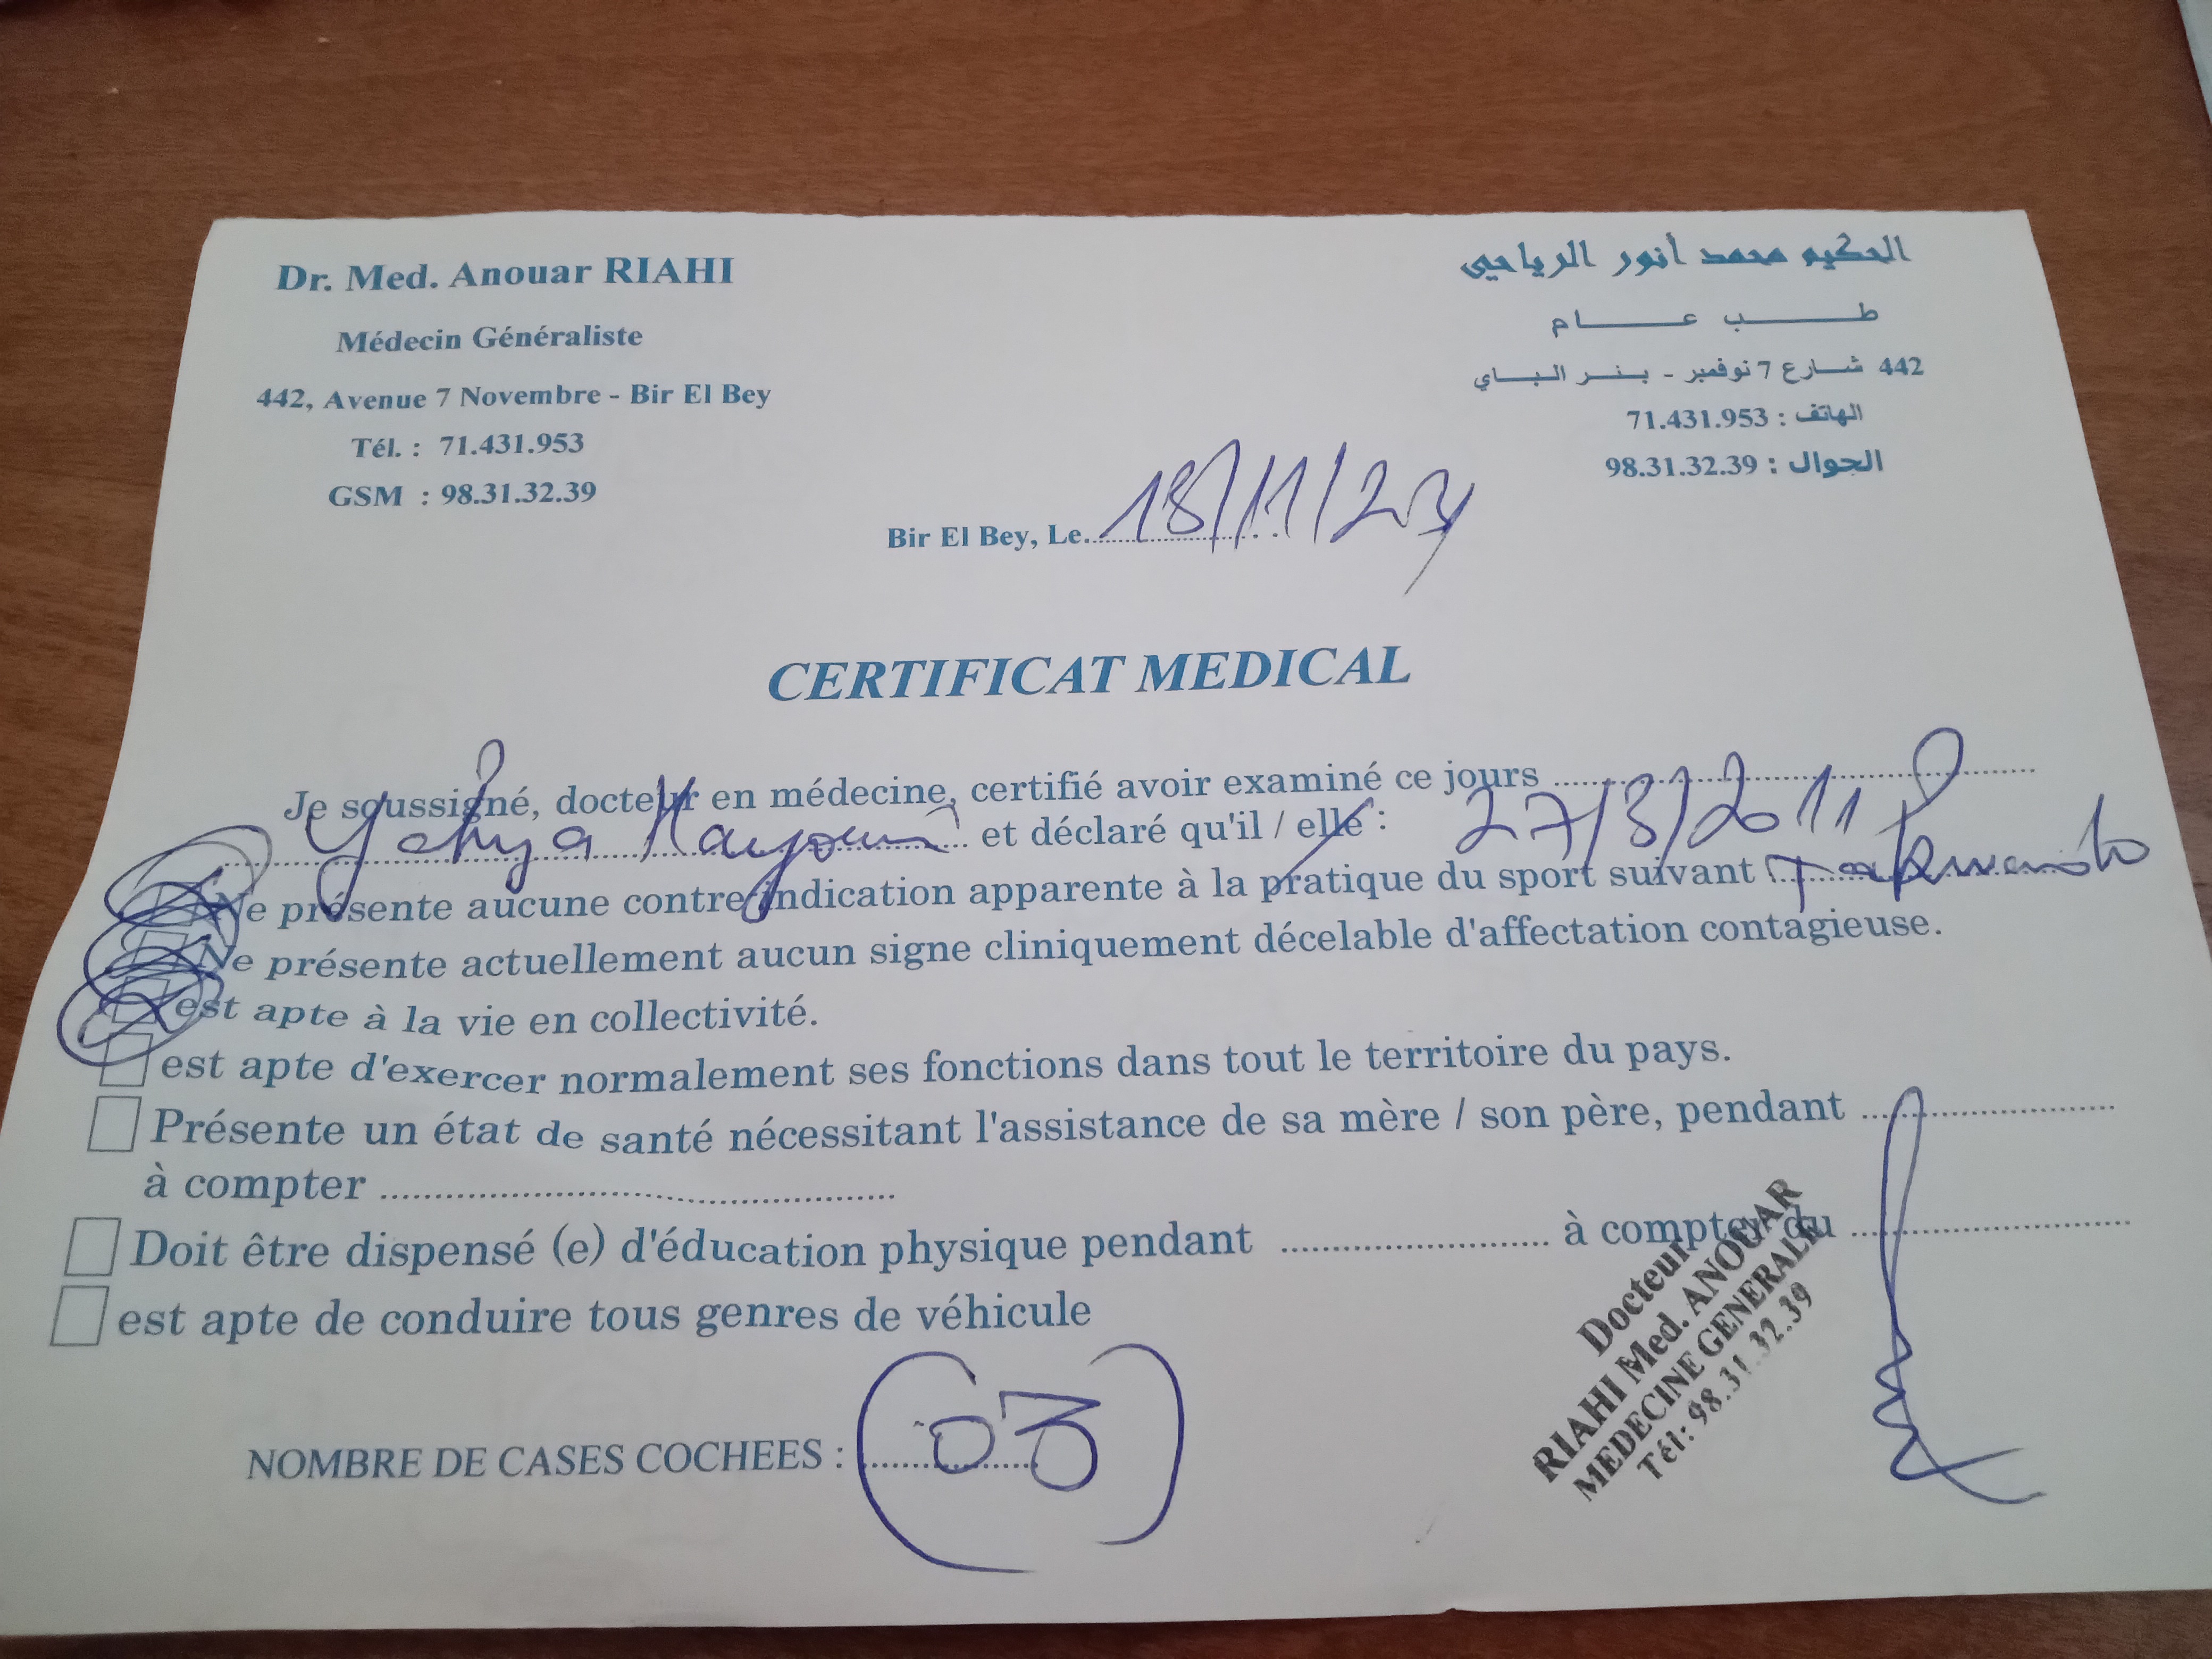 Dr. Med. Anouar RIAHI
Médecin Généraliste
442, Avenue 7 Novembre - Bir El Bey
Tél. : 71.431.953
GSM : 98.31.32.39
الحكيم محمد أنور الرياحي
طب عام
442 شارع 7 نوفمبر - بئر الباي
الهاتف : 71.431.953
الجوال : 98.31.32.39
Bir El Bey, Le 18/11/23
CERTIFICAT MEDICAL
Je soussigné, docteur en médecine, certifié avoir examiné ce jours
Yahya et déclaré qu'il / elle : 27/8/2011
Ne présente aucune contre indication apparente à la pratique du sport suivant Taekwando
Ne présente actuellement aucun signe cliniquement décelable d'affectation contagieuse.
est apte à la vie en collectivité.
est apte d'exercer normalement ses fonctions dans tout le territoire du pays.
Présente un état de santé nécessitant l'assistance de sa mère / son père, pendant
à compter
Doit être dispensé (e) d'éducation physique pendant à compter du
est apte de conduire tous genres de véhicule
NOMBRE DE CASES COCHEES : (03)
Docteur
RIAHI Med. ANOUAR
MEDECINE GENERALE
Tél: 98.31.32.39